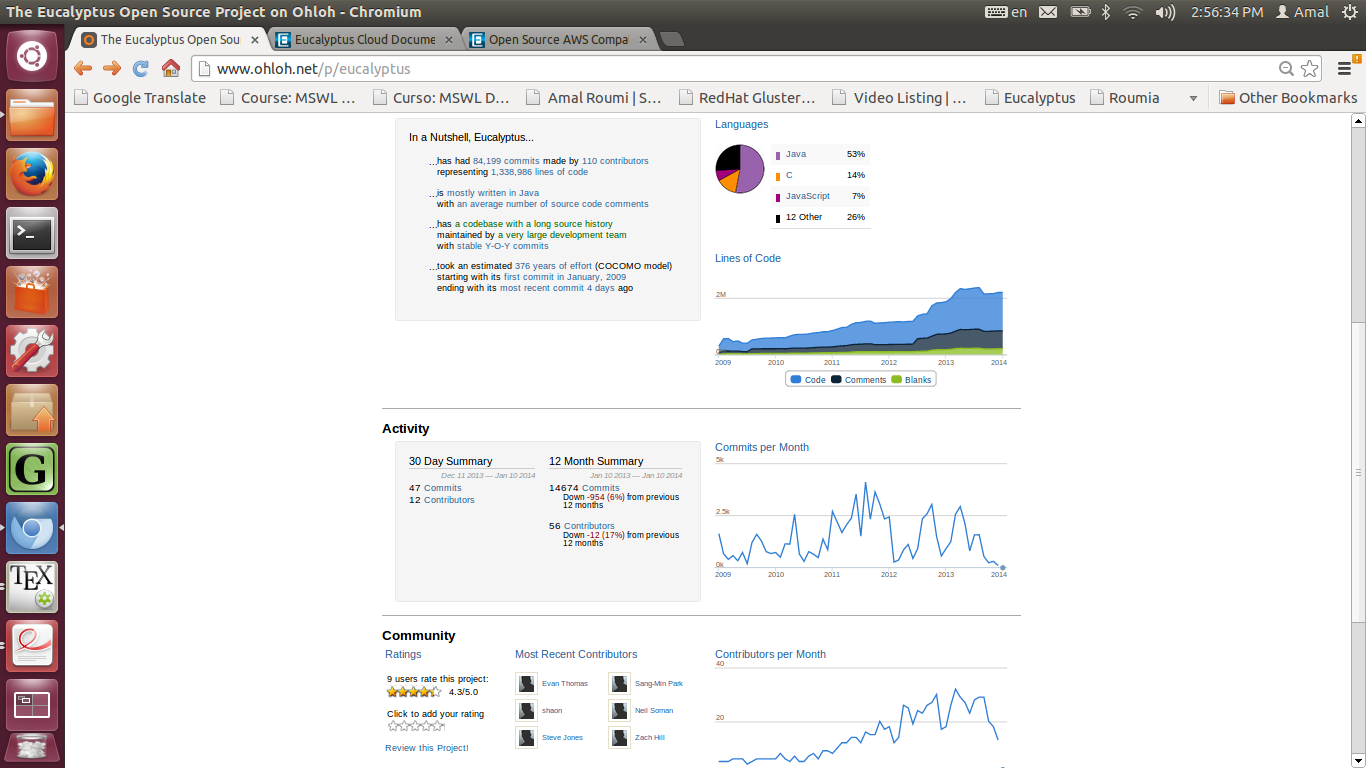 The Eucalyptus Open Source Project on Ohloh - Chromium
en
2:56:34 PM
Amal
The Eucalyptus Open Sou
Eucalyptus Cloud Docume
Open Source AWS Compa
www.ohloh.net/p/eucalyptus
Google Translate
Course: MSWL ...
Curso: MSWL D...
Amal Roumi | S...
RedHat Gluster...
Video Listing | ...
Eucalyptus
Roumia
Other Bookmarks
In a Nutshell, Eucalyptus...
...has had 84,199 commits made by 110 contributors
representing 1,338,986 lines of code
...is mostly written in Java
with an average number of source code comments
...has a codebase with a long source history
maintained by a very large development team
with stable Y-O-Y commits
...took an estimated 376 years of effort (COCOMO model)
starting with its first commit in January, 2009
ending with its most recent commit 4 days ago
Languages
Java 53%
C 14%
JavaScript 7%
12 Other 26%
Lines of Code
2M
0
2009 2010 2011 2012 2013 2014
Code Comments Blanks
Activity
30 Day Summary
Dec 11 2013 — Jan 10 2014
47 Commits
12 Contributors
12 Month Summary
Jan 10 2013 — Jan 10 2014
14674 Commits
Down -954 (6%) from previous
12 months
56 Contributors
Down -12 (17%) from previous
12 months
Commits per Month
5k
2.5k
0k
2009 2010 2011 2012 2013 2014
Community
Ratings
9 users rate this project:
4.3/5.0
Click to add your rating
Review this Project!
Most Recent Contributors
Evan Thomas
Sang-Min Park
shaon
Neil Soman
Steve Jones
Zach Hill
Contributors per Month
40
20
G
TEX